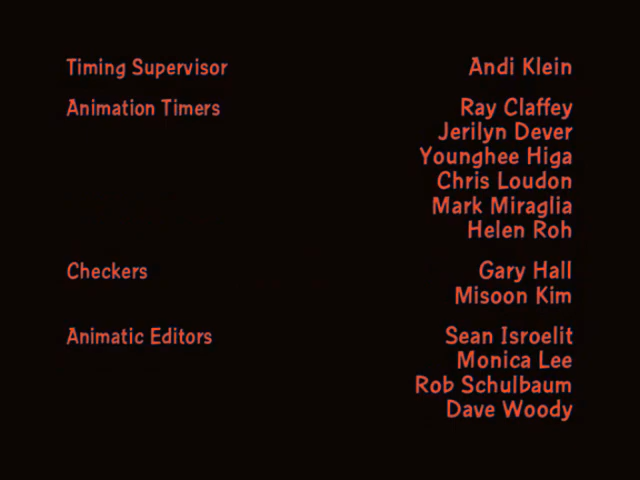 Timing Supervisor Andi Klein
Animation Timers Ray Claffey
Jerilyn Dever
Younghee Higa
Chris Loudon
Mark Miraglia
Helen Roh
Checkers Gary Hall
Misoon Kim
Animatic Editors Sean Isroelit
Monica Lee
Rob Schulbaum
Dave Woody